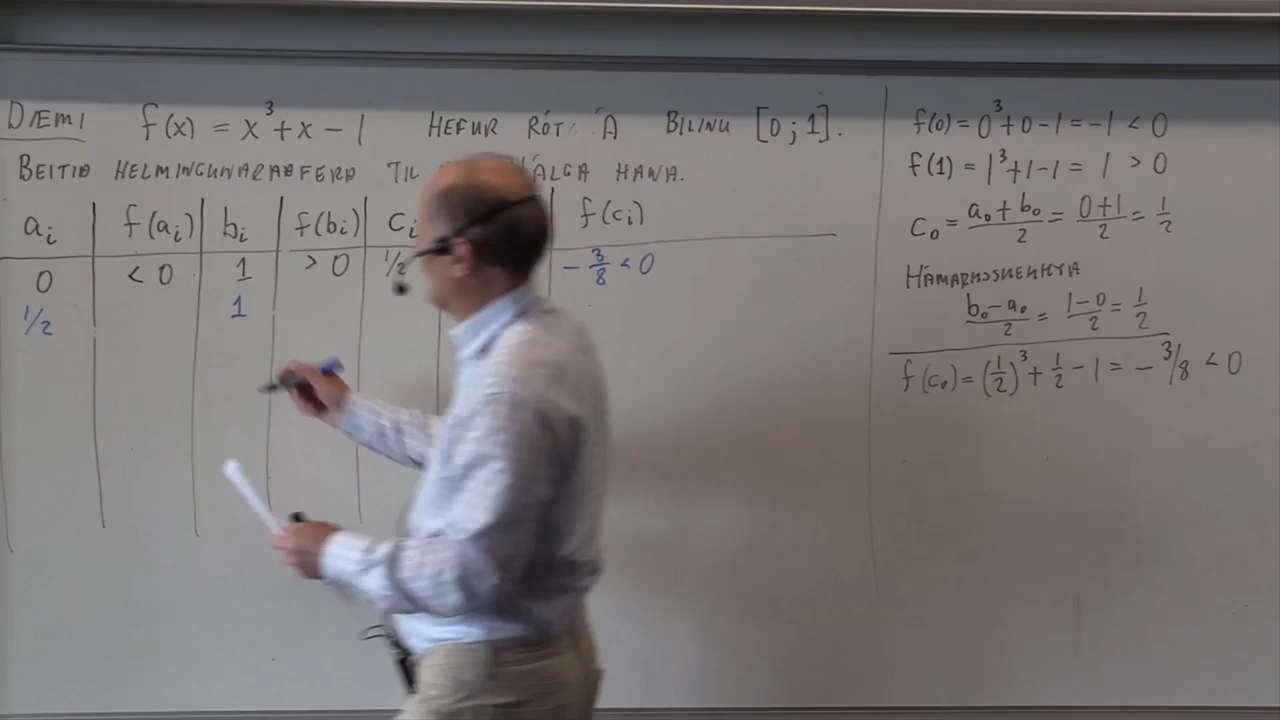 DÆMI f(x) = x³ + x - 1 HEFUR RÓT Á BILINU [0 ; 1].
BEITIÐ HELMINGUNARAÐFERÐ TIL ÁLGA HANA.
aᵢ f(aᵢ) bᵢ f(bᵢ) cᵢ f(cᵢ)
0 < 0 1 > 0 1/2 - 3/8 < 0
1/2 1
f(0) = 0³ + 0 - 1 = -1 < 0
f(1) = 1³ + 1 - 1 = 1 > 0
c₀ = (a₀ + b₀)/2 = (0+1)/2 = 1/2
HÁMARKSSKEKKJA
(b₀ - a₀)/2 = (1-0)/2 = 1/2
f(c₀) = (1/2)³ + 1/2 - 1 = - 3/8 < 0